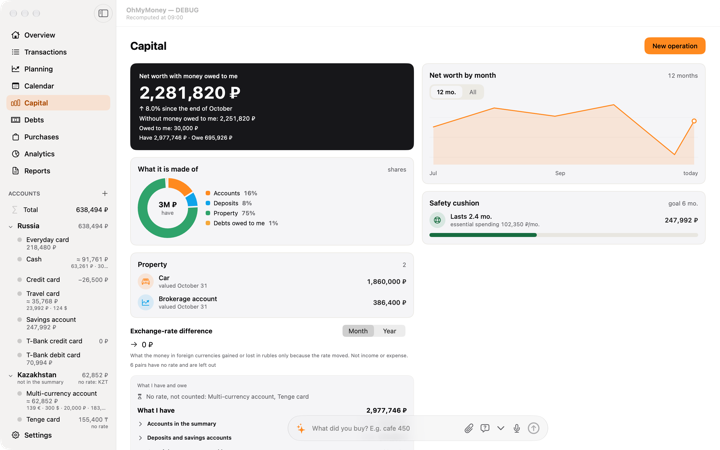 OhMyMoney — DEBUG
Recomputed at 09:00
Overview
Transactions
Planning
Calendar
Capital
Debts
Purchases
Analytics
Reports
ACCOUNTS
Total 638,494 ₽
Russia 638,494 ₽
Everyday card
218,480 ₽
Cash ≈ 91,761 ₽
63,261 ₽ · 30…
Credit card −26,500 ₽
Travel card
≈ 35,768 ₽
23,992 ₽ · 124 $
Savings account
247,992 ₽
T-Bank credit card 0 ₽
T-Bank debit card
70,994 ₽
Kazakhstan 62,852 ₽
not in the summary no rate: KZT
Multi-currency account
≈ 62,852 ₽
139 € · 300 $ · 20,000 ₽ · 183,…
Tenge card 155,400 ₸
no rate
Settings
Capital
New operation
Net worth with money owed to me
2,281,820 ₽
↑ 8.0% since the end of October
Without money owed to me: 2,251,820 ₽
Owed to me: 30,000 ₽
Have 2,977,746 ₽ · Owe 695,926 ₽
What it is made of shares
3M ₽
have
Accounts 16%
Deposits 8%
Property 75%
Debts owed to me 1%
Property 2
Car
valued October 31
1,860,000 ₽
Brokerage account
valued October 31
386,400 ₽
Exchange-rate difference
Month Year
→ 0 ₽
What the money in foreign currencies gained or lost in rubles only because the rate moved. Not income or expense.
6 pairs have no rate and are left out
What I have and owe
No rate, not counted: Multi-currency account, Tenge card
What I have 2,977,746 ₽
Accounts in the summary
Deposits and savings accounts
Net worth by month 12 months
12 mo. All
Jul Sep today
Safety cushion goal 6 mo.
Lasts 2.4 mo.
essential spending 102,350 ₽/mo.
247,992 ₽
What did you buy? E.g. cafe 450